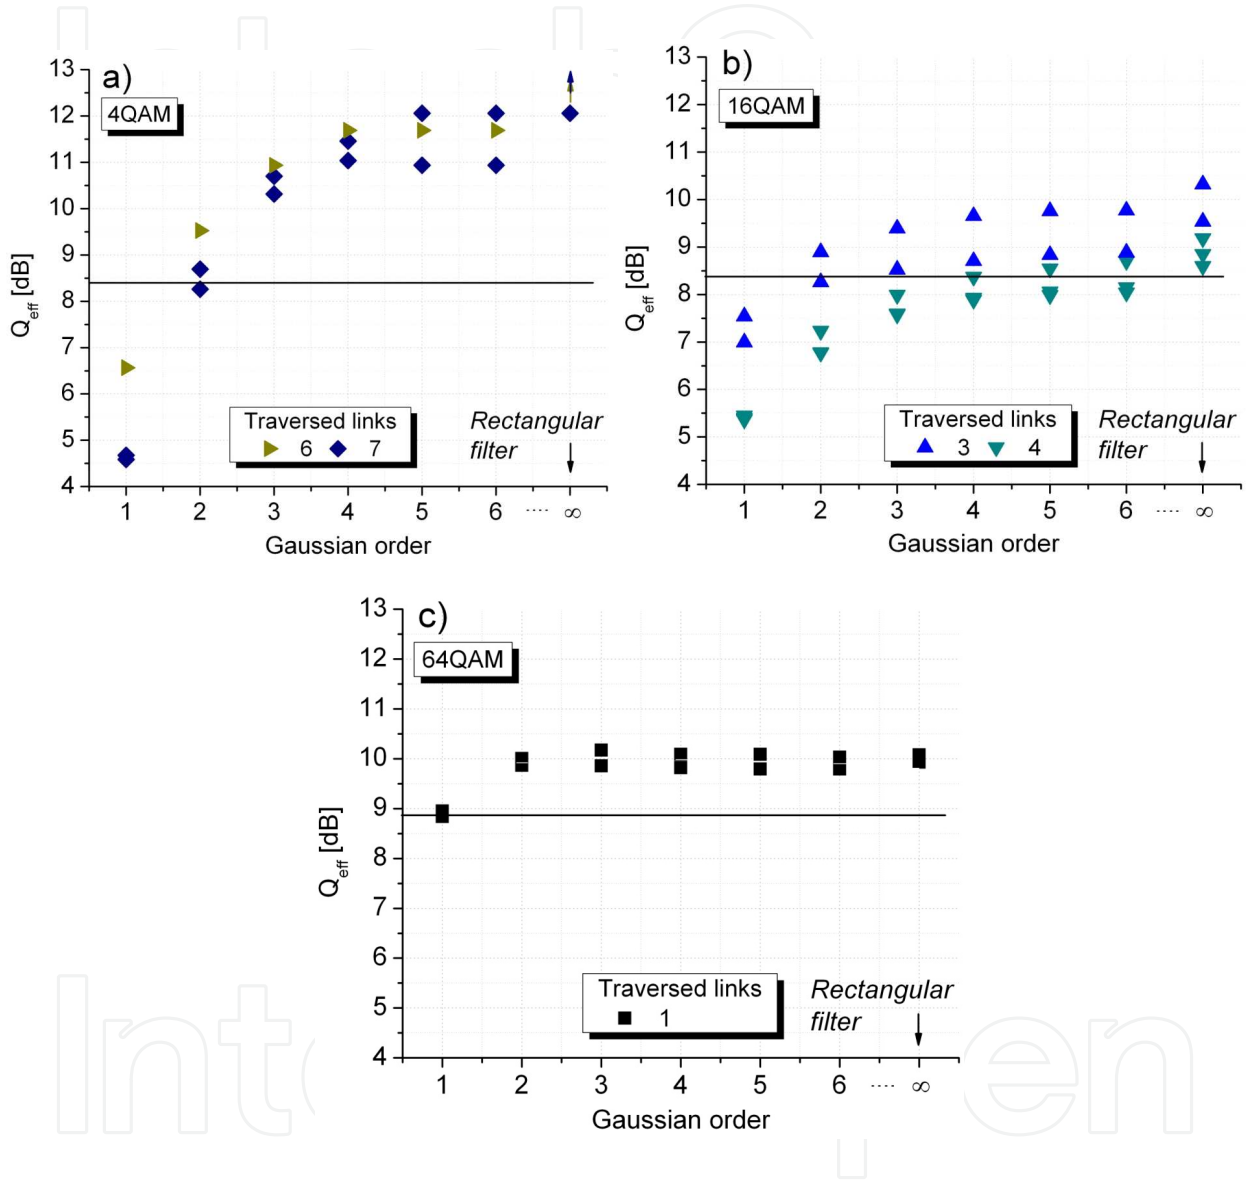 a)
4QAM
13
12
11
10
9
8
7
6
5
4
Q_eff [dB]
Traversed links
6 7
Rectangular
filter
1 2 3 4 5 6 .... ∞
Gaussian order
b)
16QAM
13
12
11
10
9
8
7
6
5
4
Q_eff [dB]
Traversed links
3 4
Rectangular
filter
1 2 3 4 5 6 .... ∞
Gaussian order
c)
64QAM
13
12
11
10
9
8
7
6
5
4
Q_eff [dB]
Traversed links
1
Rectangular
filter
1 2 3 4 5 6 .... ∞
Gaussian order